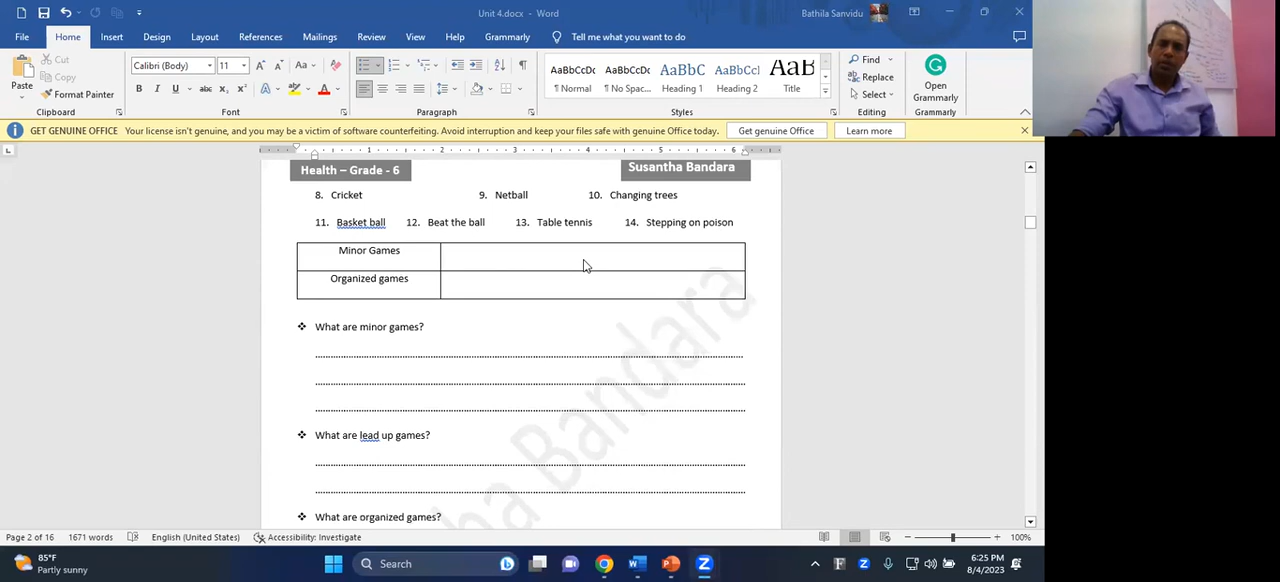 Unit 4.docx - Word
Bathila Sanvidu
File Home Insert Design Layout References Mailings Review View Help Grammarly Tell me what you want to do
Paste
Cut
Copy
Format Painter
Clipboard
Calibri (Body) 11
Font
Paragraph
AaBbCcDc AaBbCcDc AaBbC AaBbCcl AaB
¶ Normal ¶ No Spac... Heading 1 Heading 2 Title
Styles
Find
Replace
Select
Editing
Open Grammarly
Grammarly
GET GENUINE OFFICE Your license isn't genuine, and you may be a victim of software counterfeiting. Avoid interruption and keep your files safe with genuine Office today. Get genuine Office Learn more
1 2 3 4 5 6
Health – Grade - 6 Susantha Bandara
8. Cricket 9. Netball 10. Changing trees
11. Basket ball 12. Beat the ball 13. Table tennis 14. Stepping on poison
Minor Games
Organized games
❖ What are minor games?
❖ What are lead up games?
❖ What are organized games?
tha Bandara
Page 2 of 16 1671 words English (United States) Accessibility: Investigate 100%
85°F
Partly sunny
Search
6:25 PM
8/4/2023